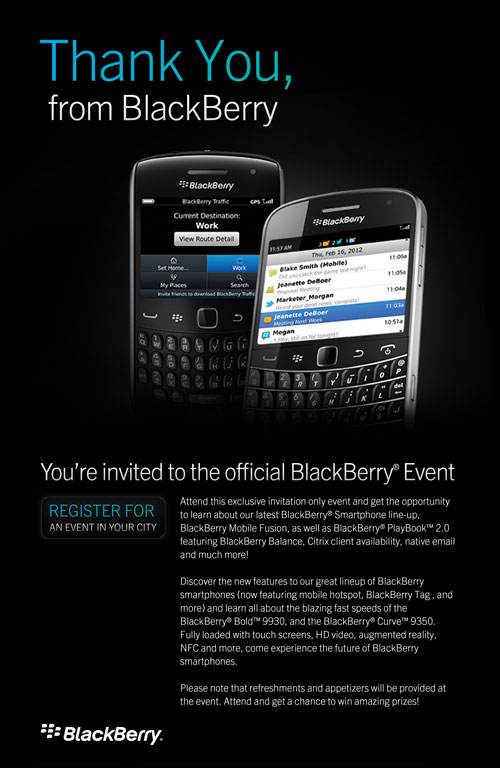 Thank You,
from BlackBerry
BlackBerry
BlackBerry Traffic
GPS
Current Destination:
Work
View Route Detail
Set Home...
Work
My Places
Search
Invite friends to download BlackBerry Traffic
BlackBerry
11:57 AM
3 2 1
Thu, Feb 16, 2012
Blake Smith (Mobile) 11:06a
Did you catch the game last night?
Jeanette DeBoer 11:05a
Proposal Meeting
Marketer_Morgan 11:04a
Heard your good news, congrats!
Jeanette DeBoer 11:03a
Meeting Next Week
Megan 10:51a
Hey, still on for tonight?
You're invited to the official BlackBerry® Event
REGISTER FOR
AN EVENT IN YOUR CITY
Attend this exclusive invitation only event and get the opportunity
to learn about our latest BlackBerry® Smartphone line-up,
BlackBerry Mobile Fusion, as well as BlackBerry® PlayBook™ 2.0
featuring BlackBerry Balance, Citrix client availability, native email
and much more!
Discover the new features to our great lineup of BlackBerry
smartphones (now featuring mobile hotspot, BlackBerry Tag , and
more) and learn all about the blazing fast speeds of the
BlackBerry® Bold™ 9930, and the BlackBerry® Curve™ 9350.
Fully loaded with touch screens, HD video, augmented reality,
NFC and more, come experience the future of BlackBerry
smartphones.
Please note that refreshments and appetizers will be provided at
the event. Attend and get a chance to win amazing prizes!
BlackBerry.